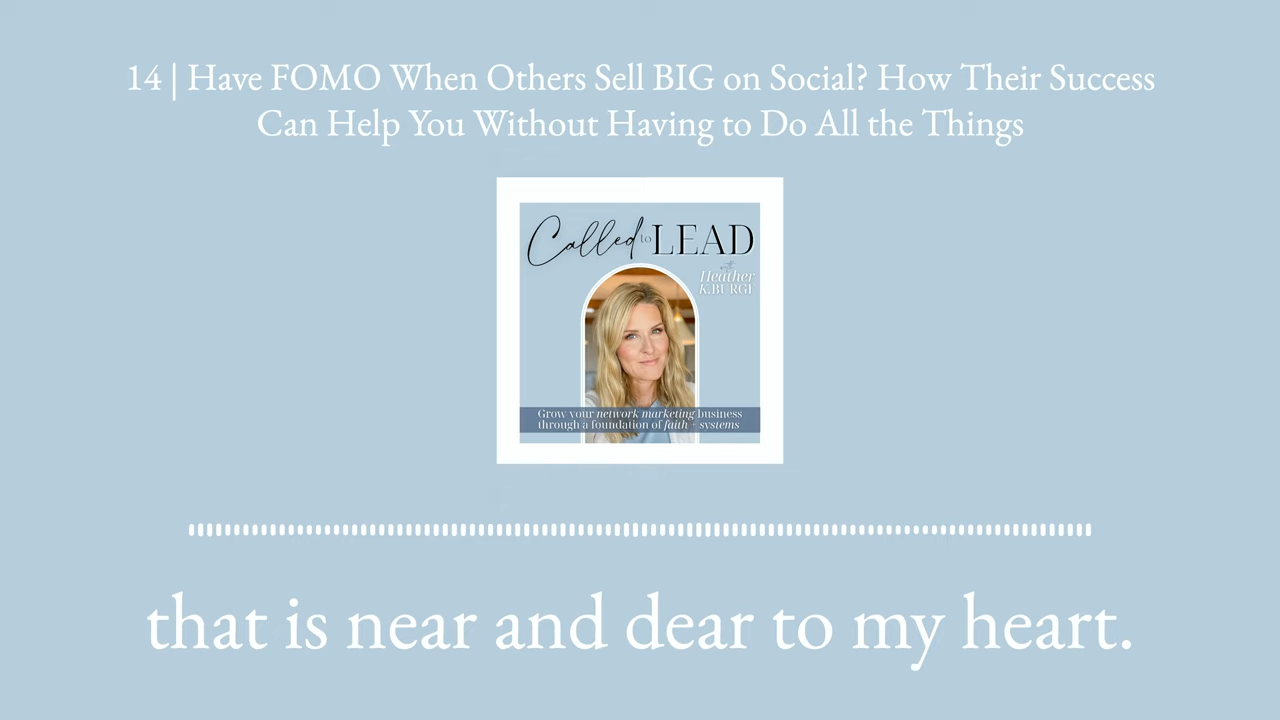 14 | Have FOMO When Others Sell BIG on Social? How Their Success
Can Help You Without Having to Do All the Things
Called to LEAD
with
Heather
K.BURGE
Grow your network marketing business
through a foundation of faith + systems
that is near and dear to my heart.